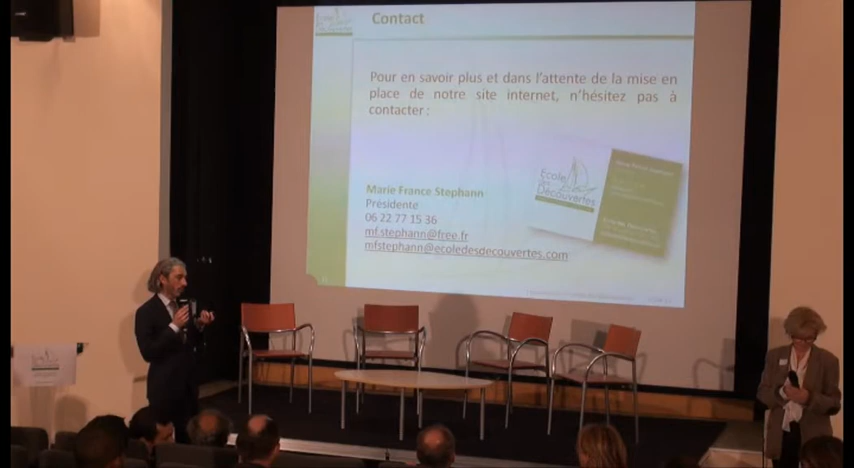 Contact
Pour en savoir plus et dans l'attente de la mise en
place de notre site internet, n'hésitez pas à
contacter :
Ecole
des
Découvertes
Marie France Stephann
Présidente
06 22 77 15 36
mf.stephann@free.fr
mfstephann@ecoledesdecouvertes.com